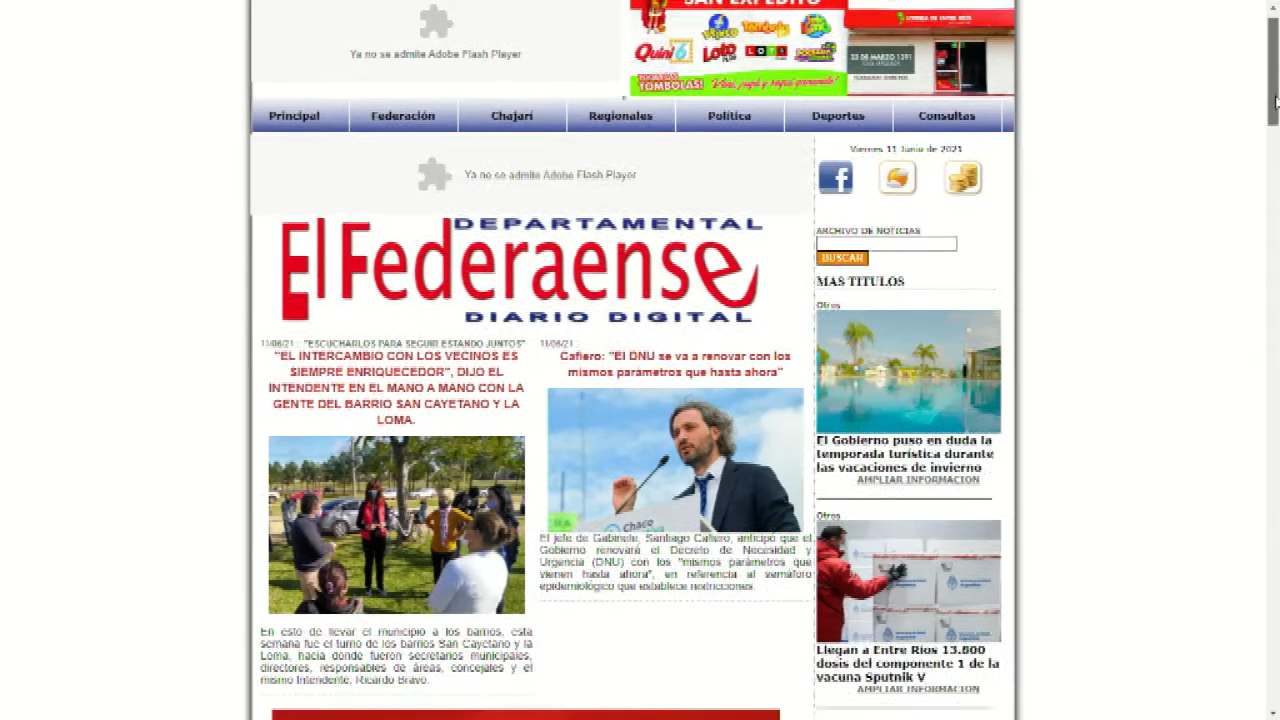 SAN EXPEDITO
Ya no se admite Adobe Flash Player
Quini 6
LOTO
23 DE MARZO 1391
Principal
Federación
Chajarí
Regionales
Política
Deportes
Consultas
Viernes 11 Junio de 2021
Ya no se admite Adobe Flash Player
DEPARTAMENTAL
El Federaense
DIARIO DIGITAL
ARCHIVO DE NOTICIAS
BUSCAR
11/06/21 : "ESCUCHARLOS PARA SEGUIR ESTANDO JUNTOS"
"EL INTERCAMBIO CON LOS VECINOS ES
SIEMPRE ENRIQUECEDOR", DIJO EL
INTENDENTE EN EL MANO A MANO CON LA
GENTE DEL BARRIO SAN CAYETANO Y LA
LOMA.
En esto de llevar el municipio a los barrios, esta
semana fue el turno de los barrios San Cayetano y la
Loma, hacia donde fueron secretarios municipales,
directores, responsables de áreas, concejales y el
mismo Intendente, Ricardo Bravo.
11/06/21 :
Cafiero: "El DNU se va a renovar con los
mismos parámetros que hasta ahora"
El jefe de Gabinete, Santiago Cafiero, anticipó que el
Gobierno renovará el Decreto de Necesidad y
Urgencia (DNU) con los "mismos parámetros que
vienen hasta ahora", en referencia al semáforo
epidemiológico que establece restricciones.
MAS TITULOS
Otros
El Gobierno puso en duda la
temporada turística durante
las vacaciones de invierno
AMPLIAR INFORMACION
Otros
Llegan a Entre Ríos 13.800
dosis del componente 1 de la
vacuna Sputnik V
AMPLIAR INFORMACION